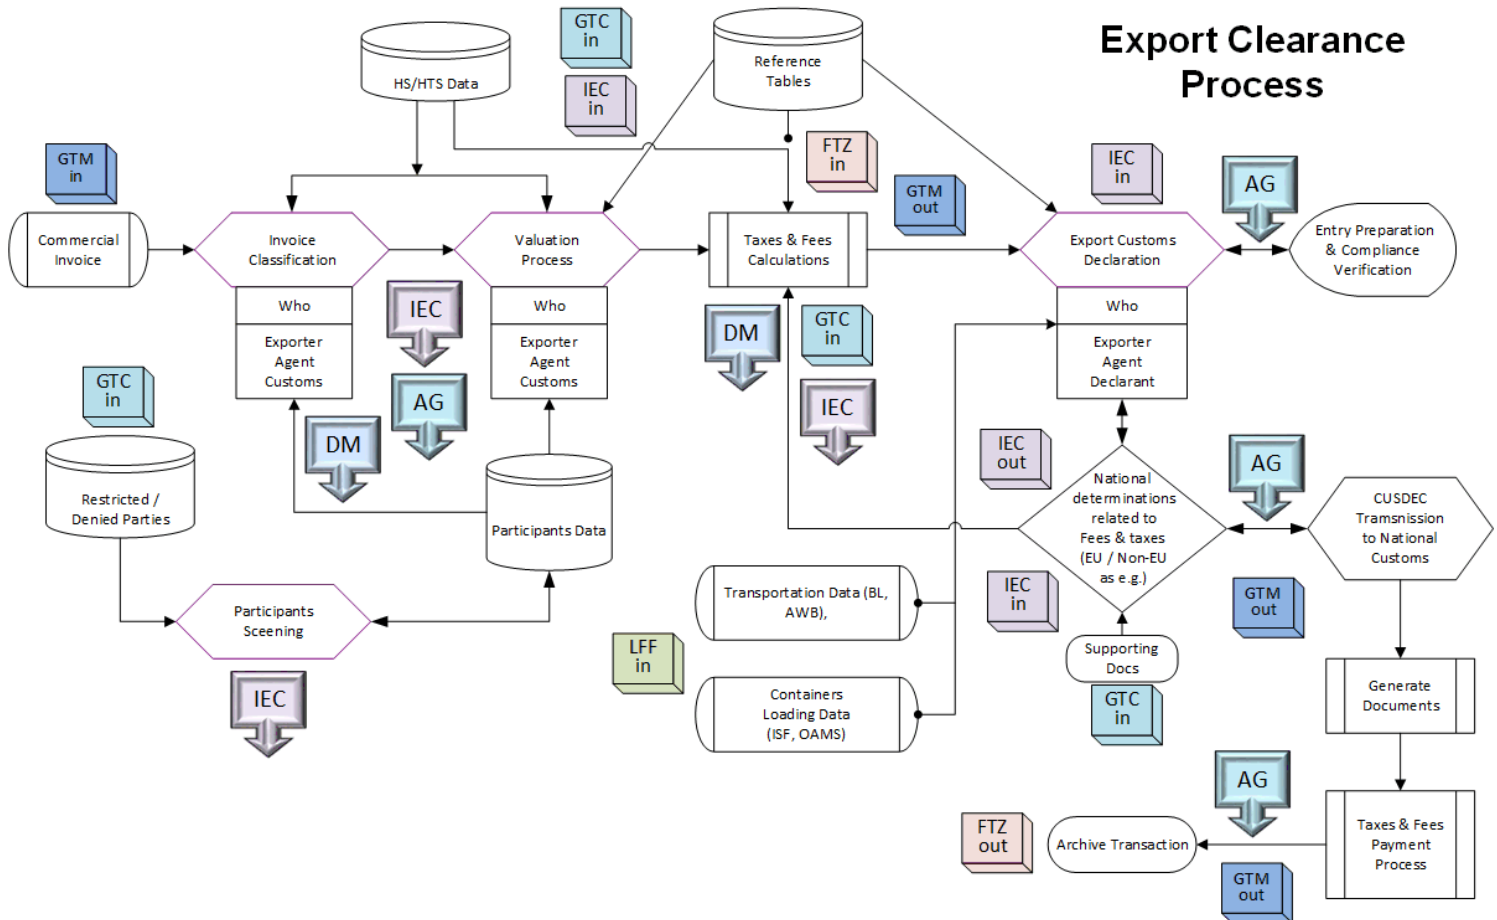 Export Clearance
Process
GTC
in
IEC
in
HS/HTS Data
Reference
Tables
FTZ
in
GTM
in
GTM
out
IEC
in
AG
Commercial
Invoice
Invoice
Classification
Valuation
Process
Taxes & Fees
Calculations
Export Customs
Declaration
Entry Preparation
& Compliance
Verification
Who
Exporter
Agent
Customs
IEC
Who
Exporter
Agent
Customs
DM
GTC
in
Who
Exporter
Agent
Declarant
GTC
in
AG
IEC
DM
IEC
out
AG
Restricted /
Denied Parties
Participants Data
National
determinations
related to
Fees & taxes
(EU / Non-EU
as e.g.)
CUSDEC
Tramsnission
to National
Customs
Participants
Sceening
Transportation Data (BL,
AWB),
IEC
in
GTM
out
LFF
in
Supporting
Docs
IEC
Containers
Loading Data
(ISF, OAMS)
GTC
in
Generate
Documents
AG
FTZ
out
Archive Transaction
Taxes & Fees
Payment
Process
GTM
out